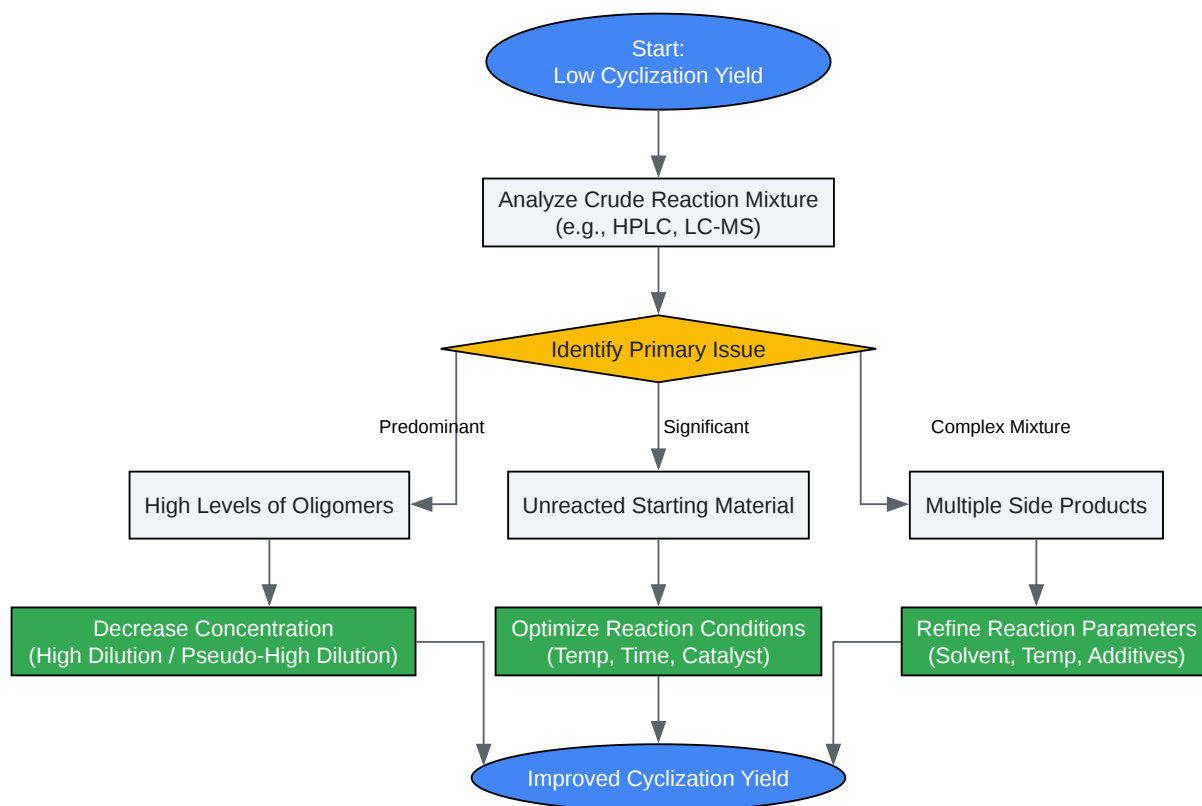 Start:
Low Cyclization Yield
Analyze Crude Reaction Mixture
(e.g., HPLC, LC-MS)
Identify Primary Issue
Predominant
Significant
Complex Mixture
High Levels of Oligomers
Unreacted Starting Material
Multiple Side Products
Decrease Concentration
(High Dilution / Pseudo-High Dilution)
Optimize Reaction Conditions
(Temp, Time, Catalyst)
Refine Reaction Parameters
(Solvent, Temp, Additives)
Improved Cyclization Yield